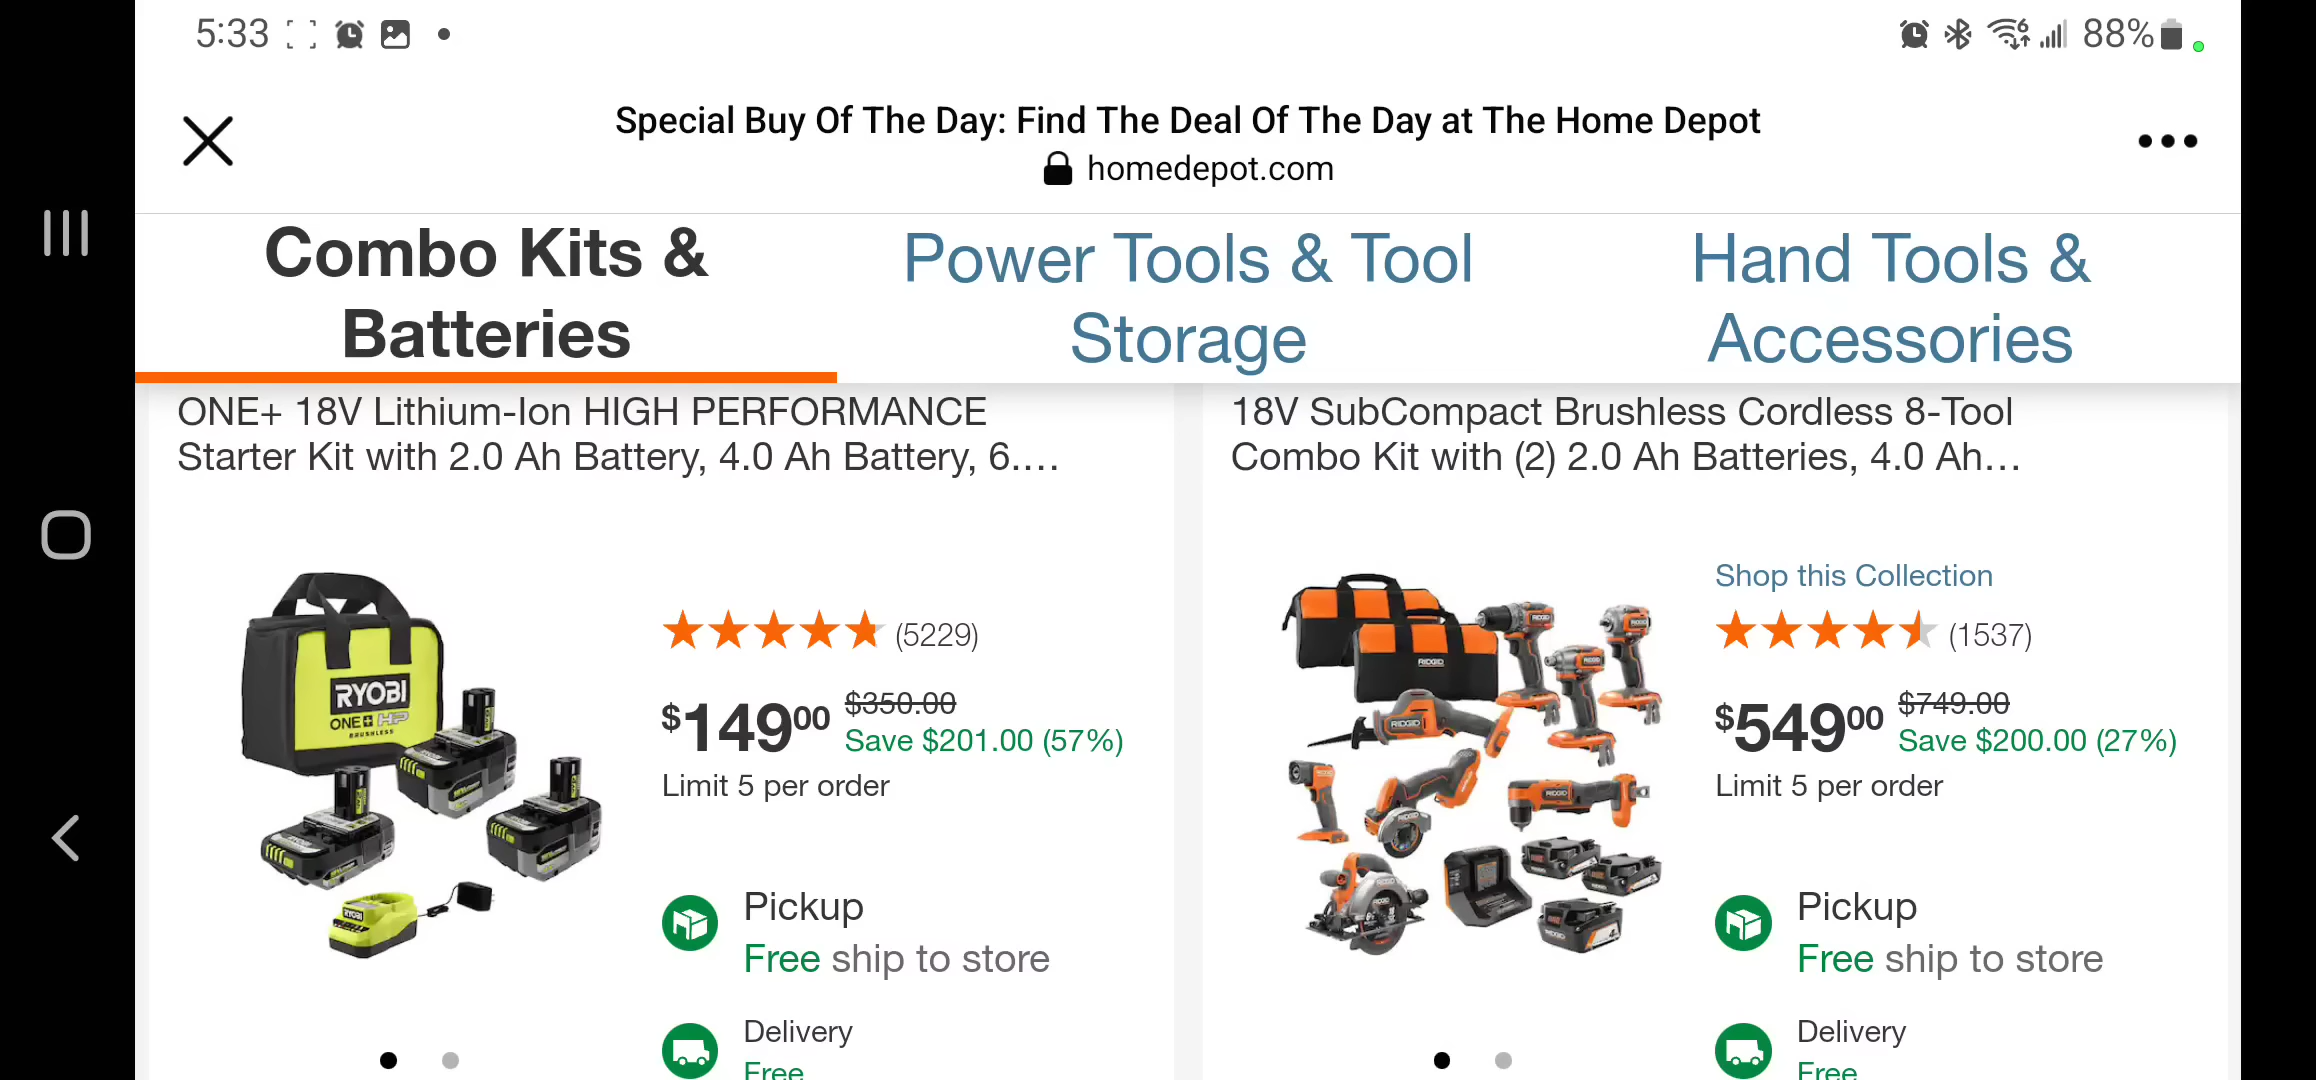 5:33
88%
Special Buy Of The Day: Find The Deal Of The Day at The Home Depot
homedepot.com
Combo Kits &
Batteries
Power Tools & Tool
Storage
Hand Tools &
Accessories
ONE+ 18V Lithium-Ion HIGH PERFORMANCE
Starter Kit with 2.0 Ah Battery, 4.0 Ah Battery, 6....
RYOBI
ONE+ HP
BRUSHLESS
RYOBI
(5229)
$14900
$350.00
Save $201.00 (57%)
Limit 5 per order
Pickup
Free ship to store
Delivery
Free
18V SubCompact Brushless Cordless 8-Tool
Combo Kit with (2) 2.0 Ah Batteries, 4.0 Ah...
RIDGID
RIDGID
RIDGID
Shop this Collection
(1537)
$54900
$749.00
Save $200.00 (27%)
Limit 5 per order
Pickup
Free ship to store
Delivery
Free